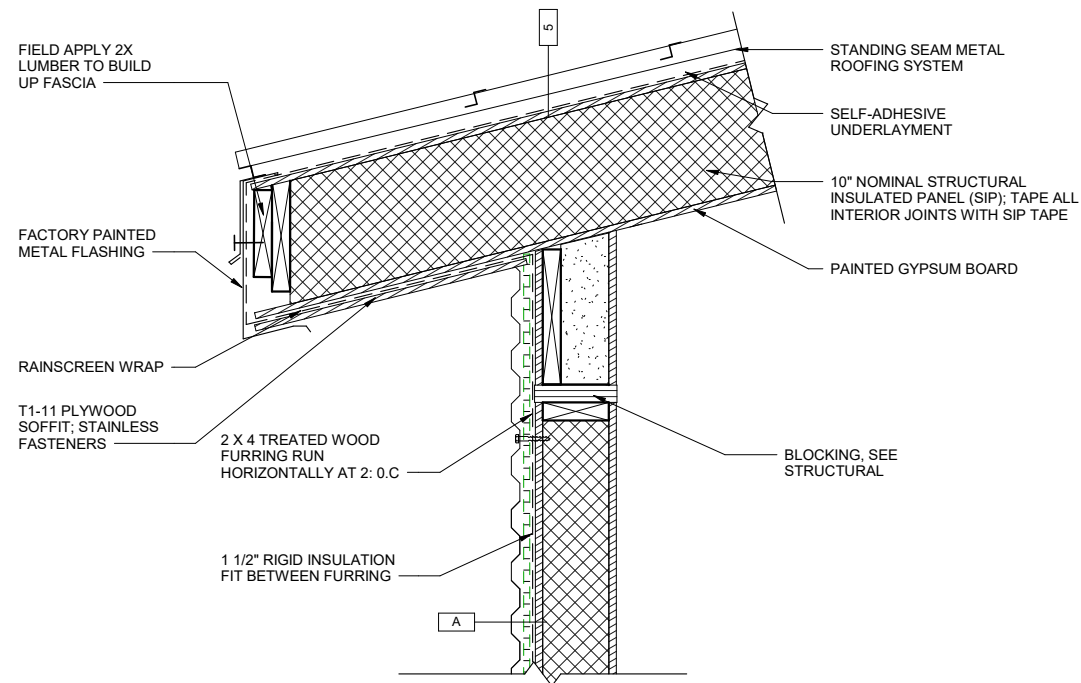 FIELD APPLY 2X
LUMBER TO BUILD
UP FASCIA
FACTORY PAINTED
METAL FLASHING
RAINSCREEN WRAP
T1-11 PLYWOOD
SOFFIT; STAINLESS
FASTENERS
2 X 4 TREATED WOOD
FURRING RUN
HORIZONTALLY AT 2: 0.C
1 1/2" RIGID INSULATION
FIT BETWEEN FURRING
A
5
STANDING SEAM METAL
ROOFING SYSTEM
SELF-ADHESIVE
UNDERLAYMENT
10" NOMINAL STRUCTURAL
INSULATED PANEL (SIP); TAPE ALL
INTERIOR JOINTS WITH SIP TAPE
PAINTED GYPSUM BOARD
BLOCKING, SEE
STRUCTURAL